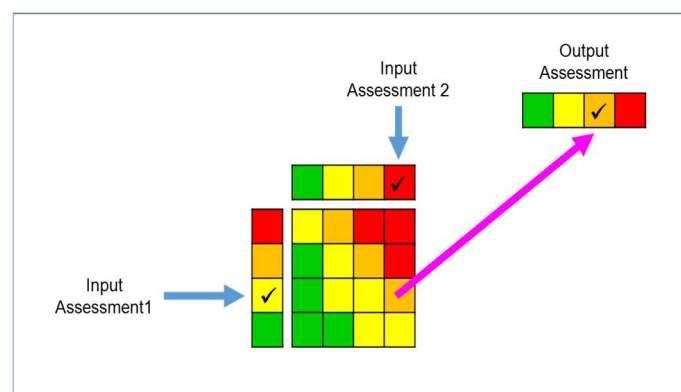 Output
Assessment
Input
Assessment 2
Input
Assessment1